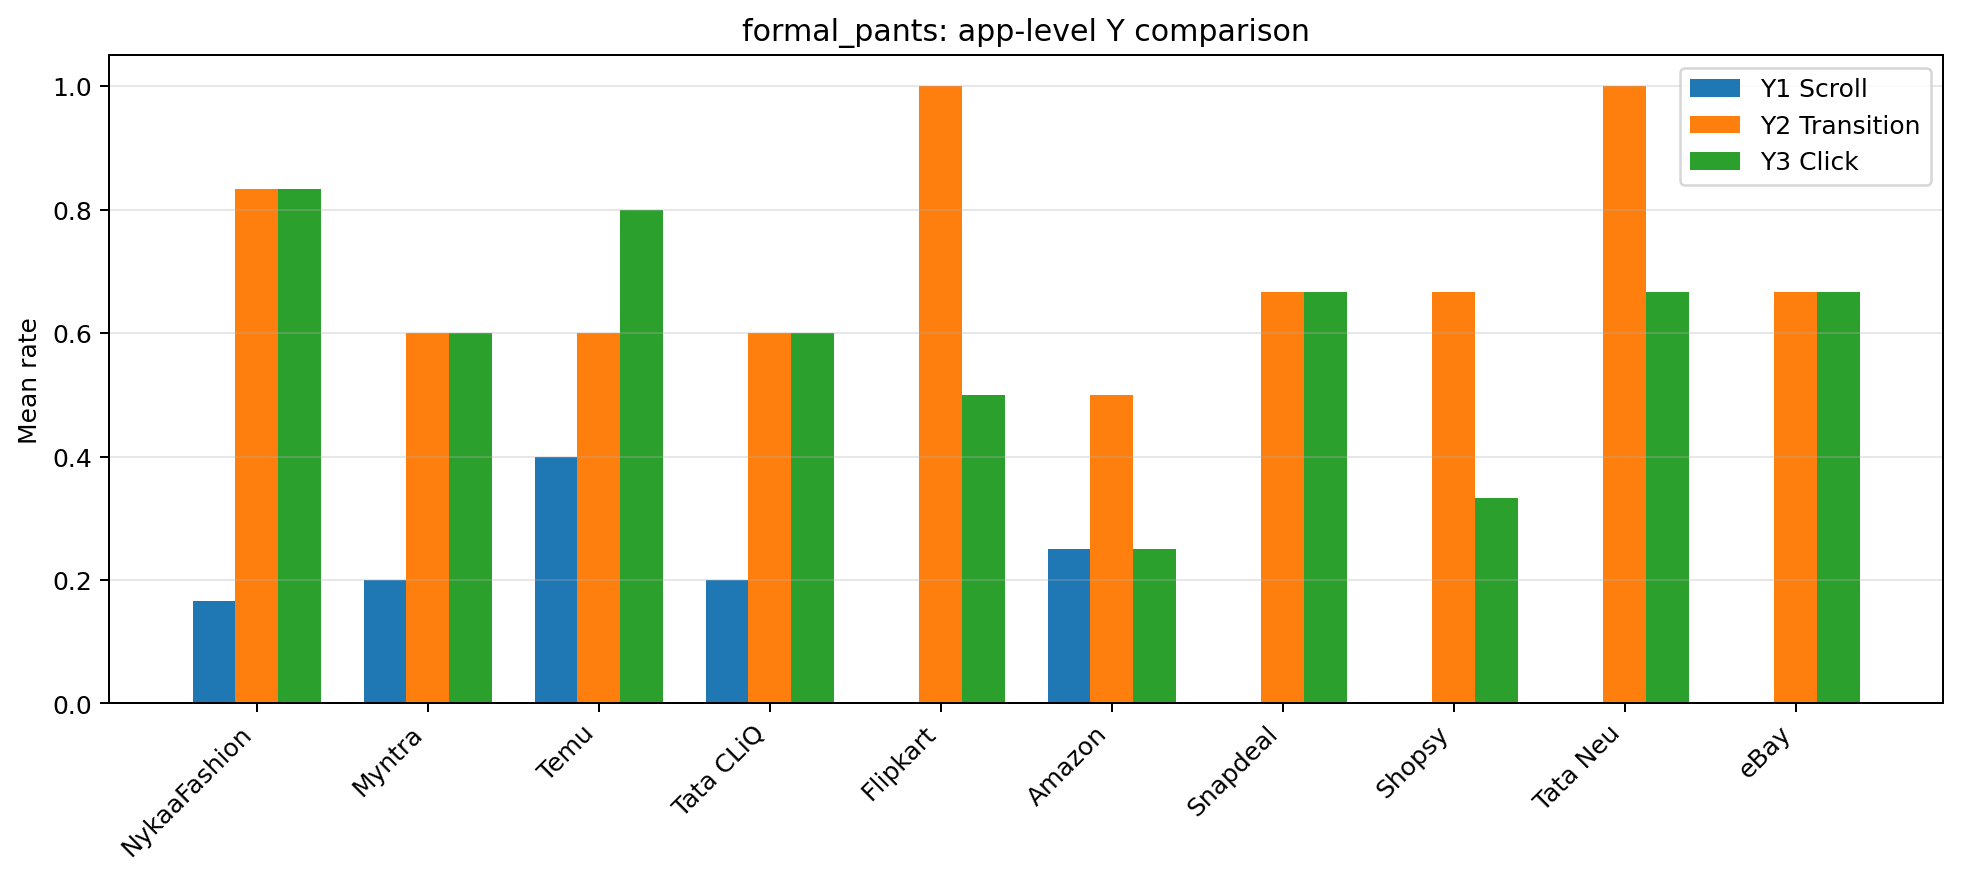 formal_pants: app-level Y comparison
Y1 Scroll
Y2 Transition
Y3 Click
Mean rate
1.0
0.8
0.6
0.4
0.2
0.0
NykaaFashion
Myntra
Temu
Tata CLiQ
Flipkart
Amazon
Snapdeal
Shopsy
Tata Neu
eBay